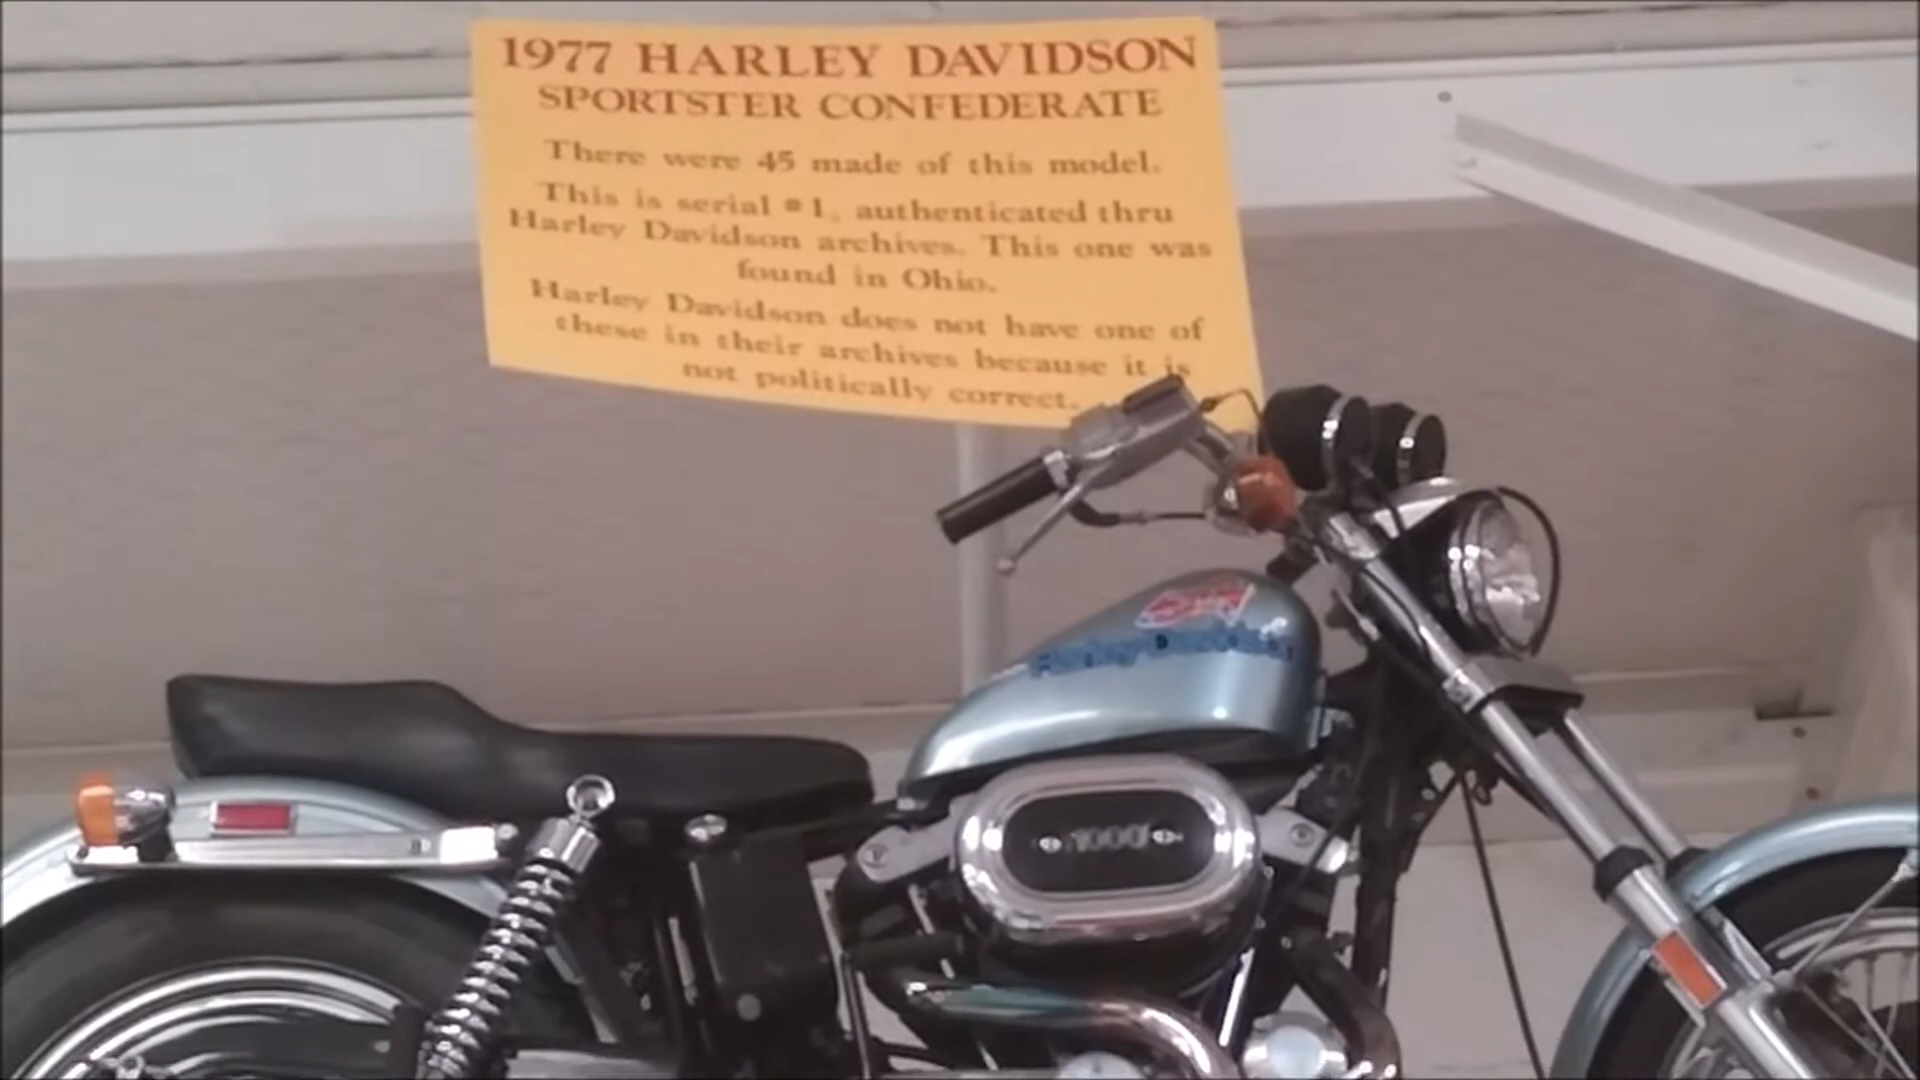 1977 HARLEY DAVIDSON
SPORTSTER CONFEDERATE
There were 45 made of this model.
This is serial #1, authenticated thru
Harley Davidson archives. This one was
found in Ohio.
Harley Davidson does not have one of
these in their archives because it is
not politically correct.
Harley-Davidson
1000